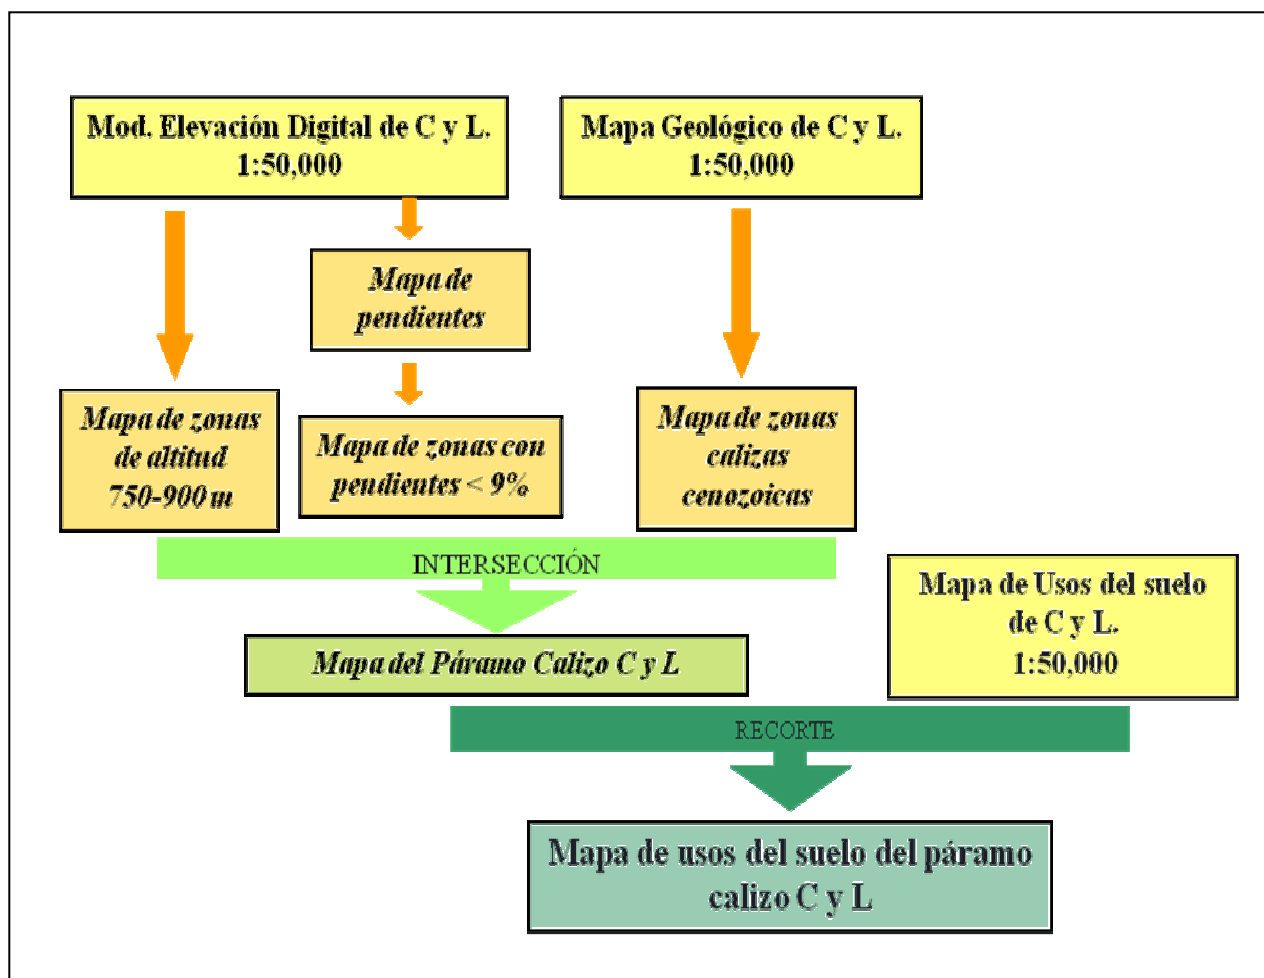 Mod. Elevación Digital de C y L.
1:50,000
Mapa Geológico de C y L.
1:50,000
Mapa de
pendientes
Mapa de zonas
de altitud
750-900 m
Mapa de zonas con
pendientes < 9%
Mapa de zonas
calizas
cenozoicas
INTERSECCIÓN
Mapa de Usos del suelo
de C y L.
1:50,000
Mapa del Páramo Calizo C y L
RECORTE
Mapa de usos del suelo del páramo
calizo C y L